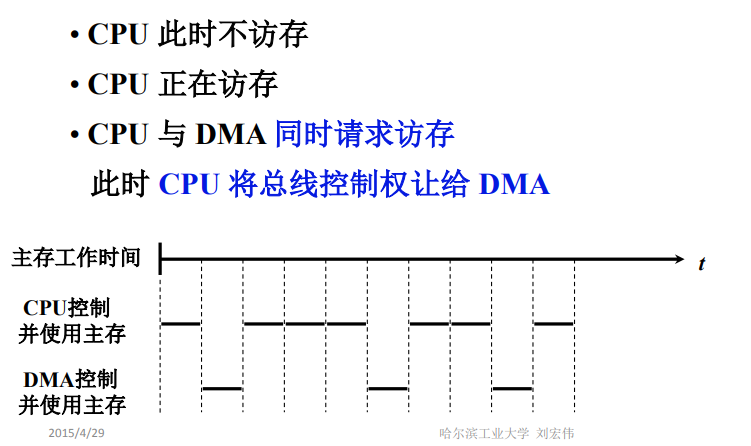 • CPU 此时不访存
• CPU 正在访存
• CPU 与 DMA 同时请求访存
此时 CPU 将总线控制权让给 DMA
主存工作时间
t
CPU控制
并使用主存
DMA控制
并使用主存
2015/4/29
哈尔滨工业大学 刘宏伟